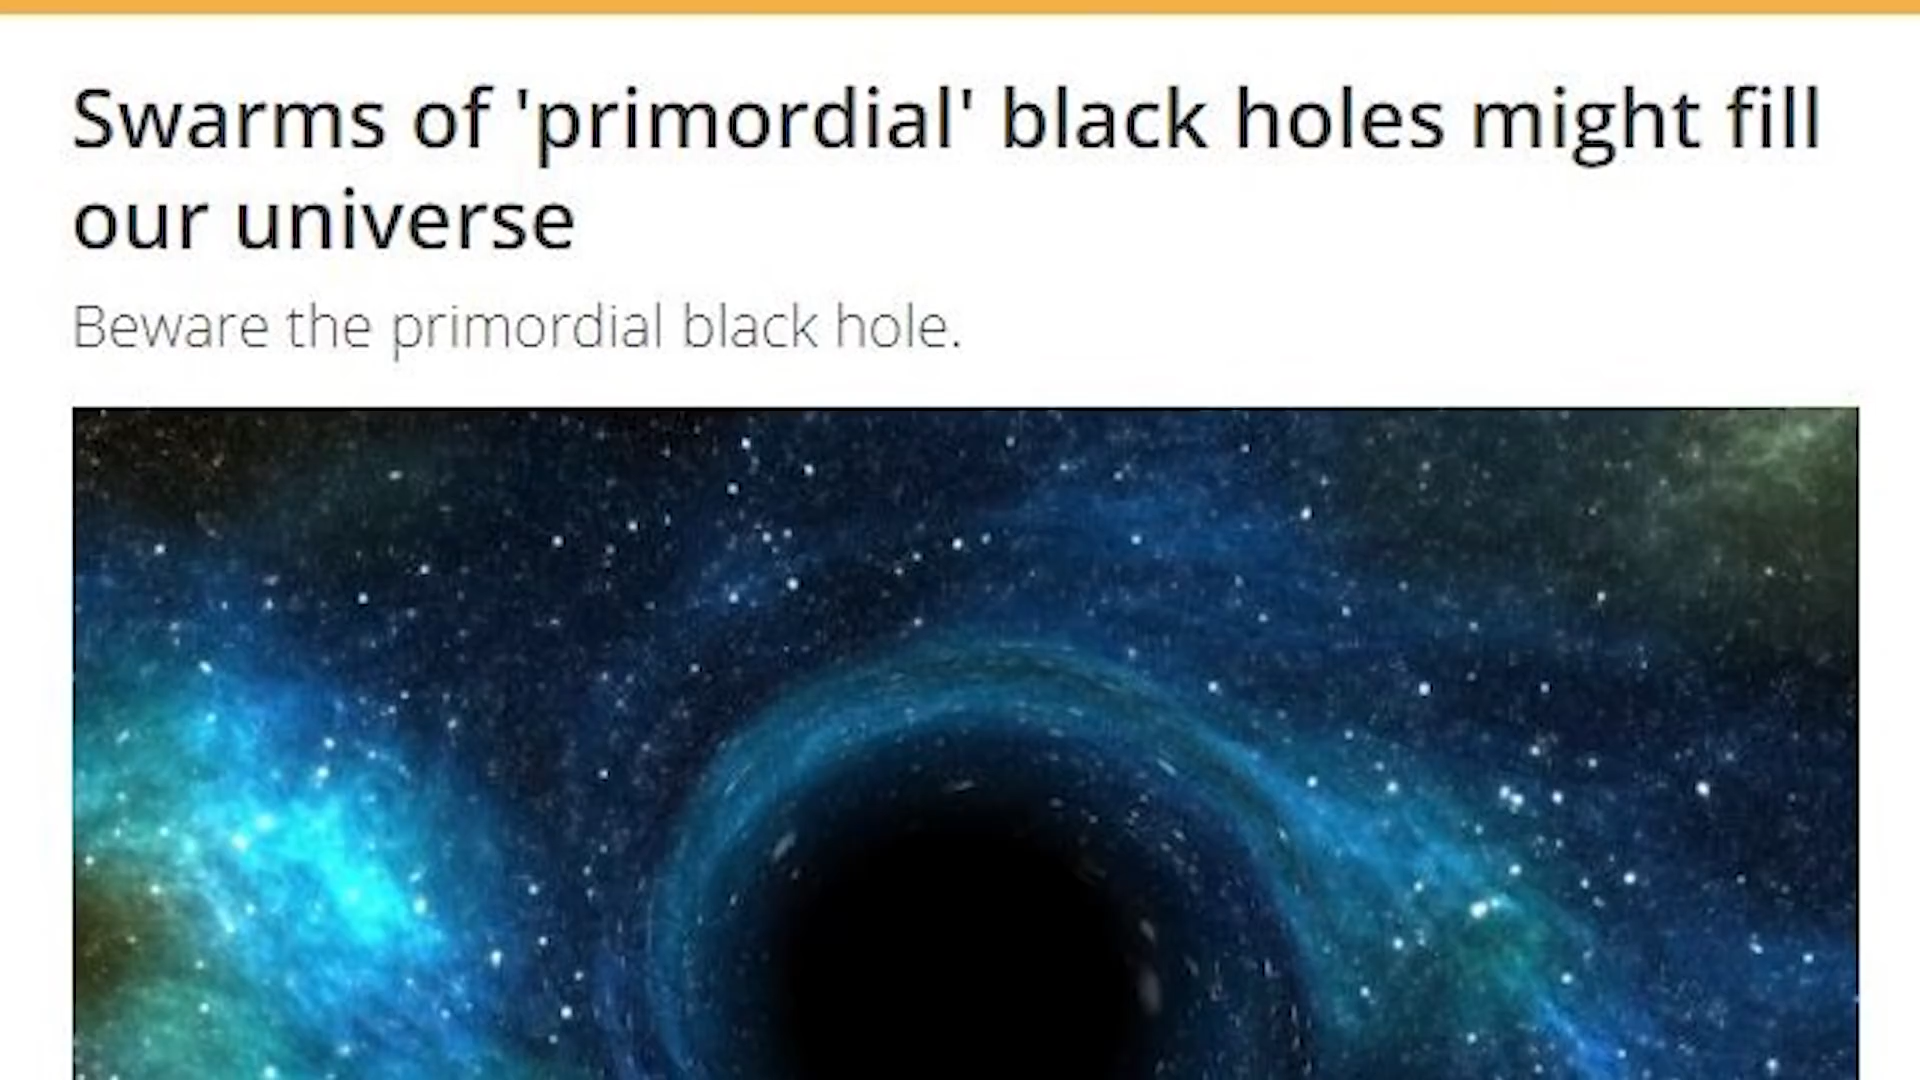 Swarms of 'primordial' black holes might fill
our universe
Beware the primordial black hole.